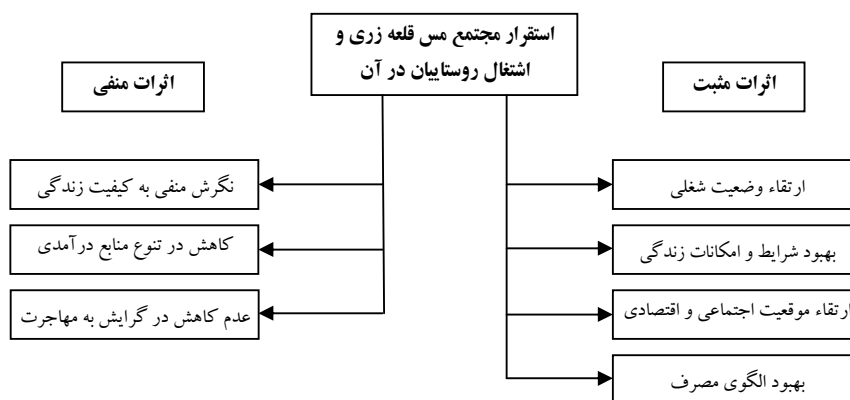 استقرار مجتمع مس قلعه زری و
اشتغال روستاییان در آن
اثرات مثبت
اثرات منفی
ارتقاء وضعیت شغلی
بهبود شرایط و امکانات زندگی
ارتقاء موقعیت اجتماعی و اقتصادی
بهبود الگوی مصرف
نگرش منفی به کیفیت زندگی
کاهش در تنوع منابع درآمدی
عدم کاهش در گرایش به مهاجرت